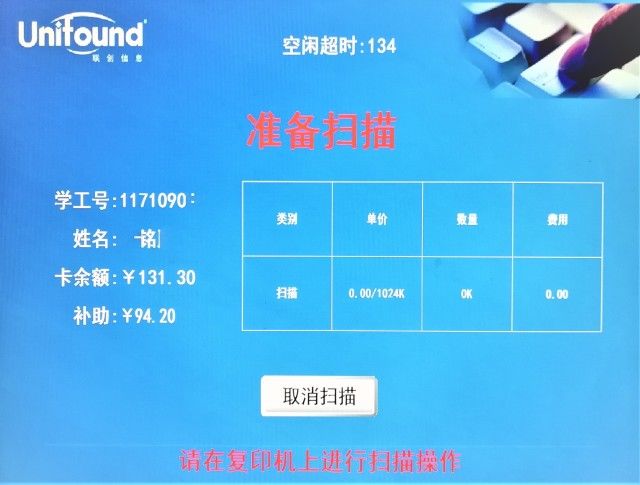 Unifound
联创信息
空闲超时:134
准备扫描
学工号:1171090
姓名: 铭
卡余额:￥131.30
补助:￥94.20
类别 单价 数量 费用
扫描 0.00/1024K 0K 0.00
取消扫描
请在复印机上进行扫描操作